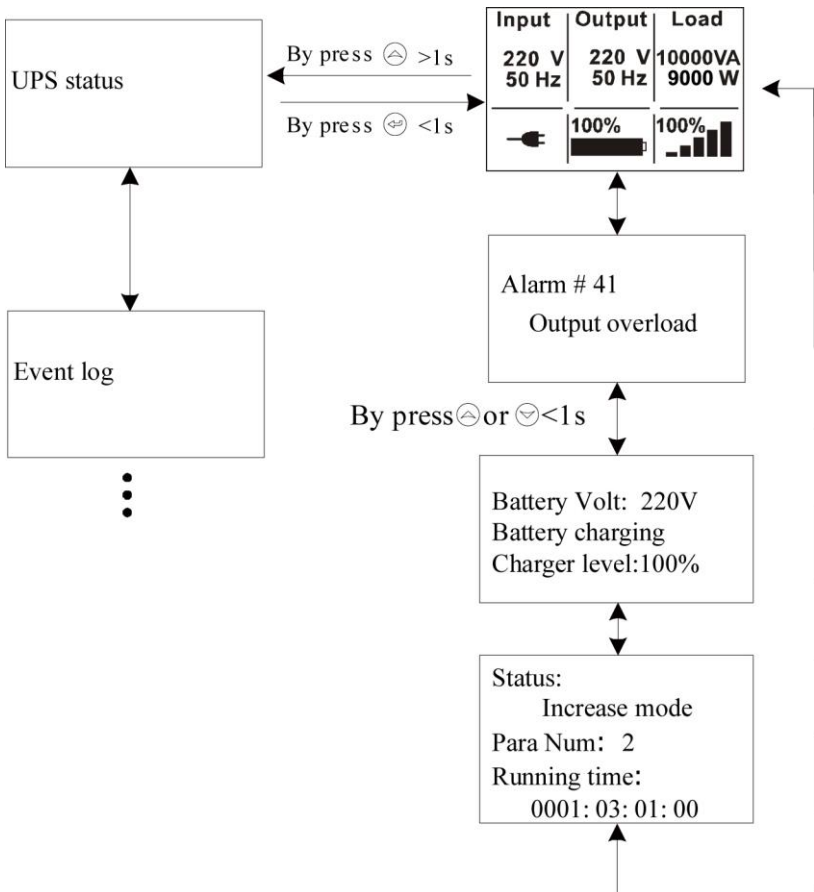 UPS status
By press >1s
By press <1s
Input Output Load
220 V 220 V 10000VA
50 Hz 50 Hz 9000 W
100% 100%
Alarm # 41
Output overload
Event log
By press or <1s
Battery Volt: 220V
Battery charging
Charger level:100%
Status:
Increase mode
Para Num: 2
Running time:
0001: 03: 01: 00